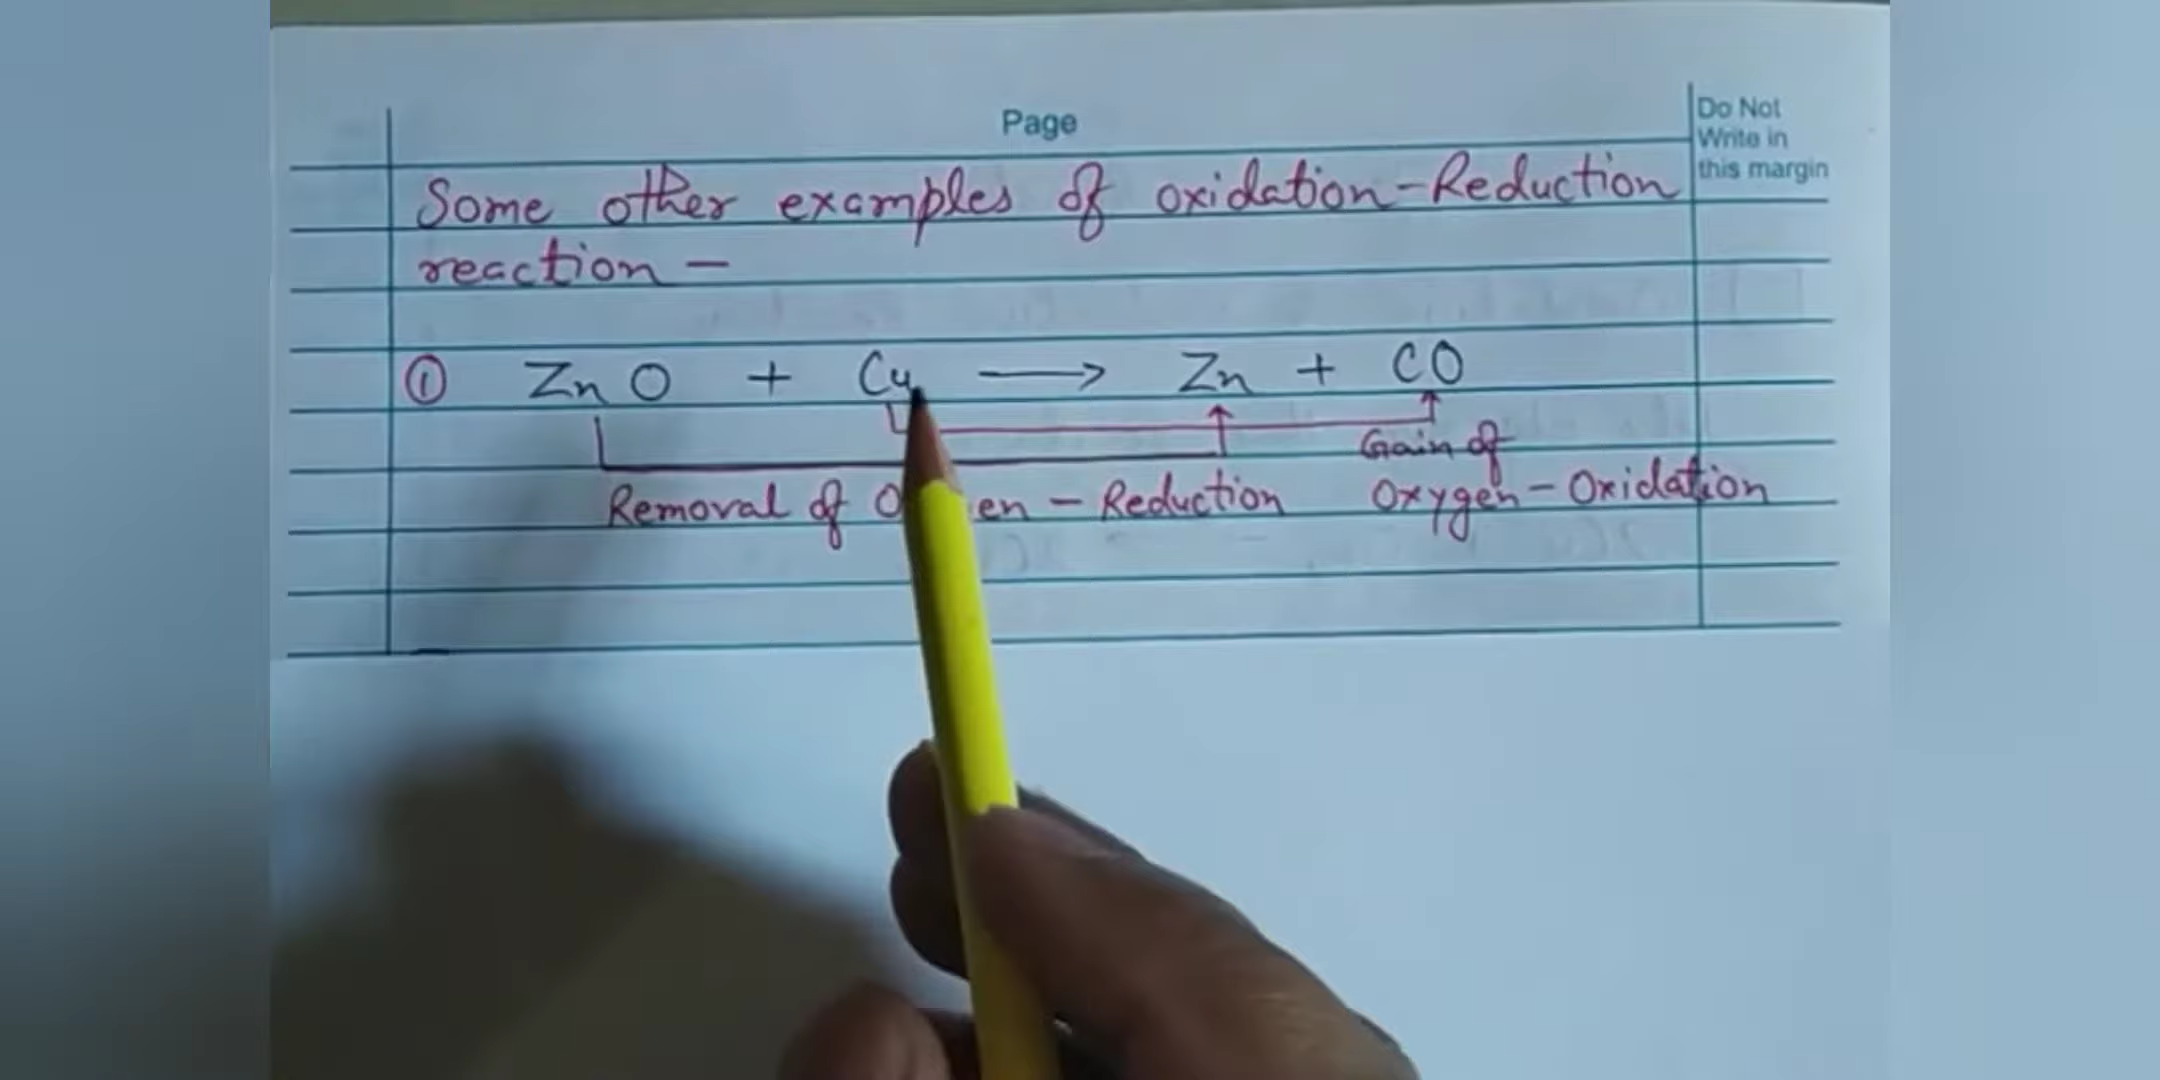 Page
Do Not
Write in
this margin
Some other examples of oxidation-Reduction
reaction -
① ZnO + Cu → Zn + CO
Gain of
Removal of O en - Reduction Oxygen - Oxidation